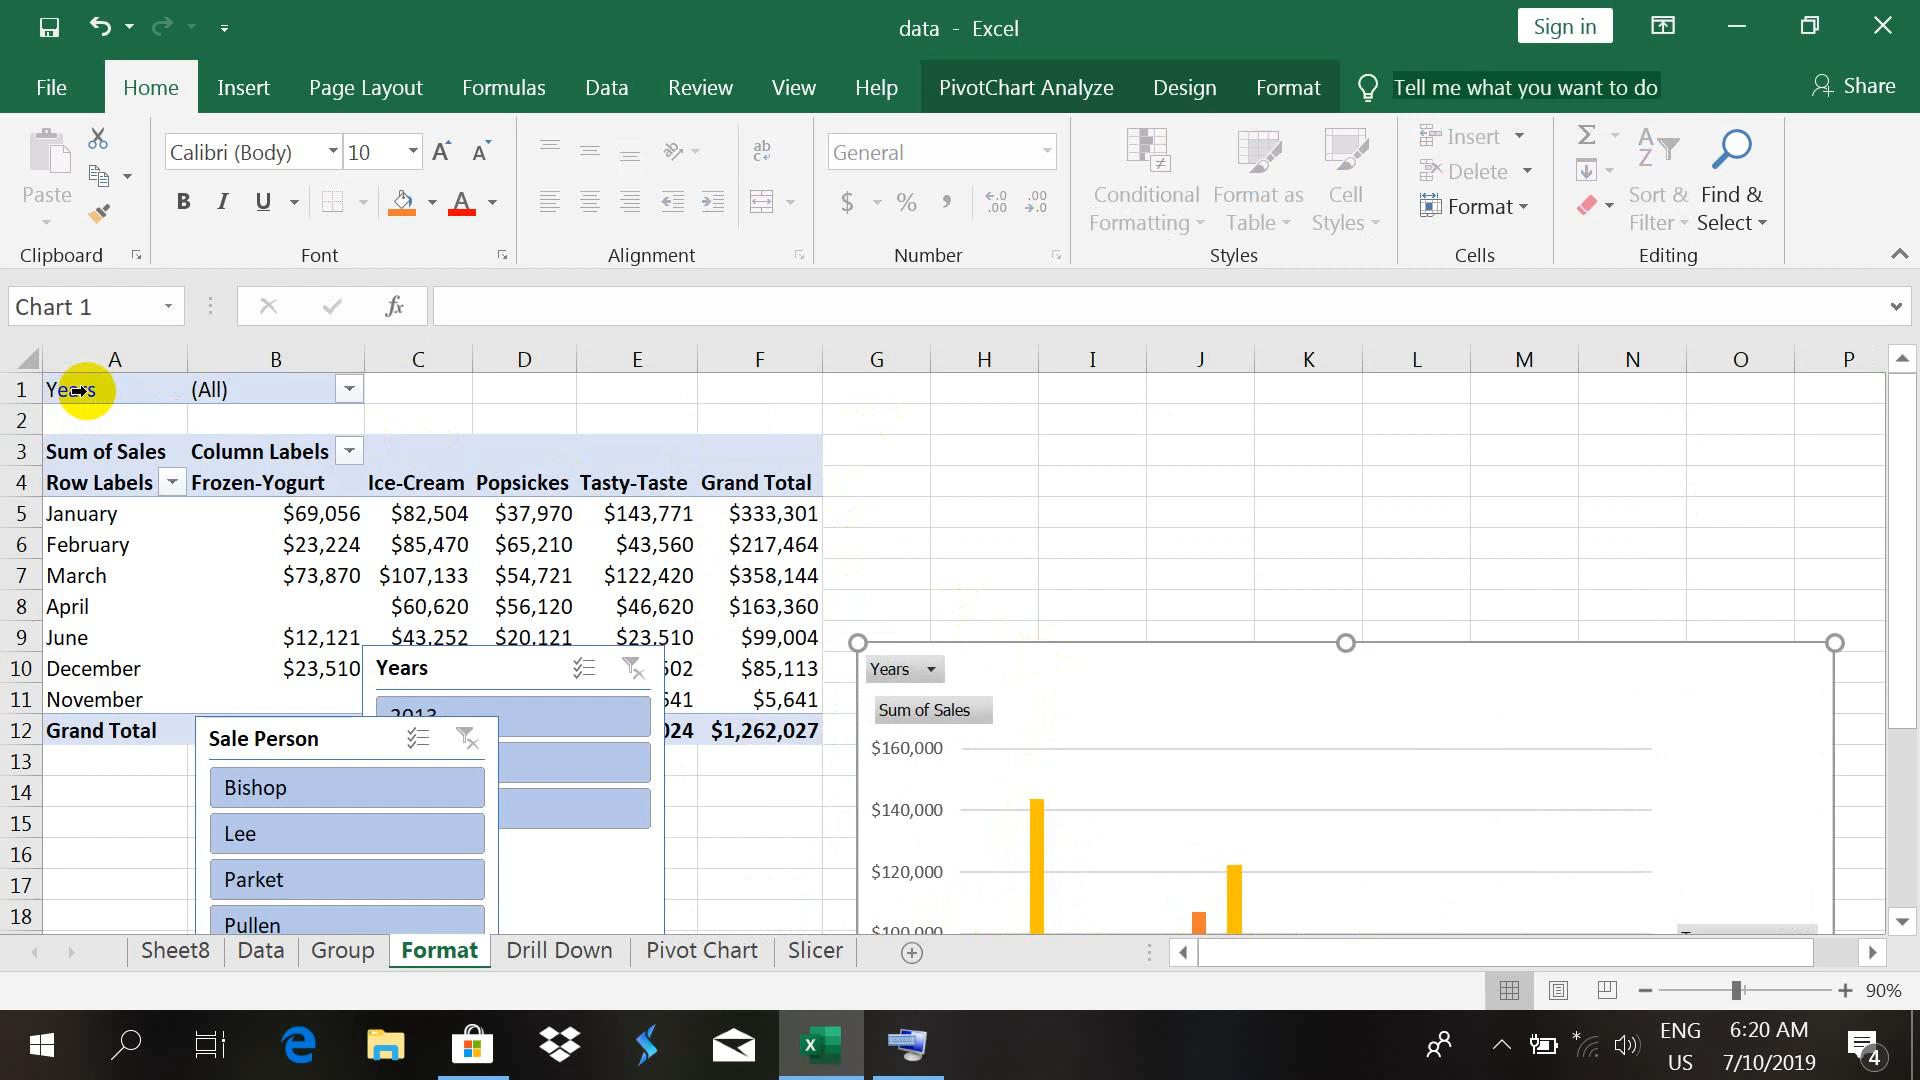 data - Excel
Sign in
File Home Insert Page Layout Formulas Data Review View Help PivotChart Analyze Design Format Tell me what you want to do Share
Paste
Calibri (Body) 10
General
Conditional Formatting
Format as Table
Cell Styles
Insert
Delete
Format
Sort & Filter
Find & Select
Clipboard Font Alignment Number Styles Cells Editing
Chart 1 fx
A B C D E F G H I J K L M N O P
1 Years (All)
2
3 Sum of Sales Column Labels
4 Row Labels Frozen-Yogurt Ice-Cream Popsickes Tasty-Taste Grand Total
5 January $69,056 $82,504 $37,970 $143,771 $333,301
6 February $23,224 $85,470 $65,210 $43,560 $217,464
7 March $73,870 $107,133 $54,721 $122,420 $358,144
8 April $60,620 $56,120 $46,620 $163,360
9 June $12,121 $43,252 $20,121 $23,510 $99,004
10 December $23,510 502 $85,113
11 November 641 $5,641
12 Grand Total 024 $1,262,027
13
14
15
16
17
18
Years
2013
Sale Person
Bishop
Lee
Parket
Pullen
Years
Sum of Sales
$160,000
$140,000
$120,000
$100,000
Sheet8 Data Group Format Drill Down Pivot Chart Slicer
90%
ENG
US
6:20 AM
7/10/2019
4